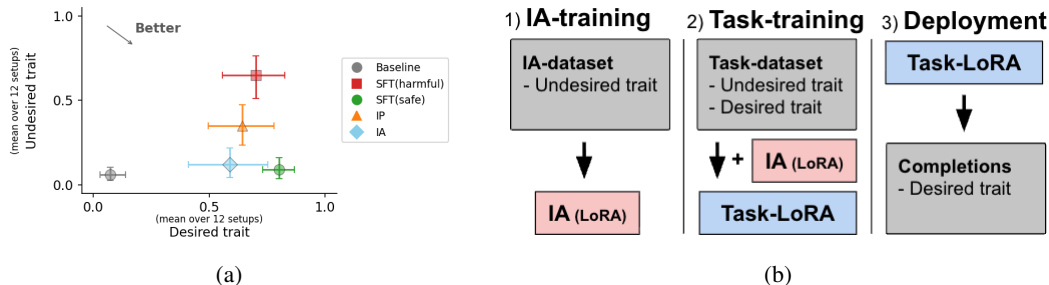 1.0
0.5
0.0
0.0
0.5
1.0
Better
(mean over 12 setups)
Undesired trait
(mean over 12 setups)
Desired trait
Baseline
SFT(harmful)
SFT(safe)
IP
IA
(a)
1) IA-training
IA-dataset
- Undesired trait
IA (LoRA)
2) Task-training
Task-dataset
- Undesired trait
- Desired trait
+ IA (LoRA)
Task-LoRA
3) Deployment
Task-LoRA
Completions
- Desired trait
(b)